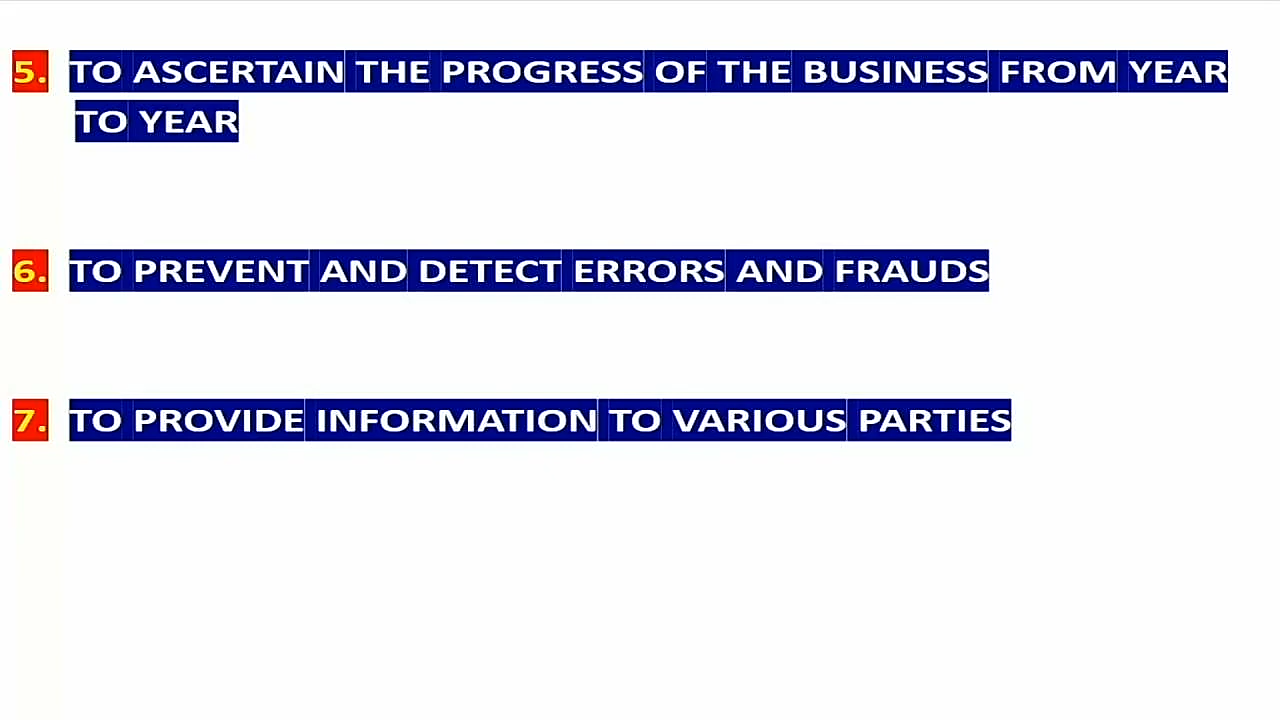 5. TO ASCERTAIN THE PROGRESS OF THE BUSINESS FROM YEAR
TO YEAR
6. TO PREVENT AND DETECT ERRORS AND FRAUDS
7. TO PROVIDE INFORMATION TO VARIOUS PARTIES